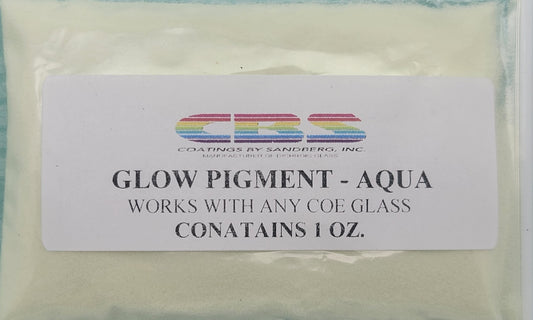 CBS
COATINGS BY SANDBERG, INC.
MANUFACTURER OF DICHROIC GLASS
GLOW PIGMENT - AQUA
WORKS WITH ANY COE GLASS
CONATAINS 1 OZ.